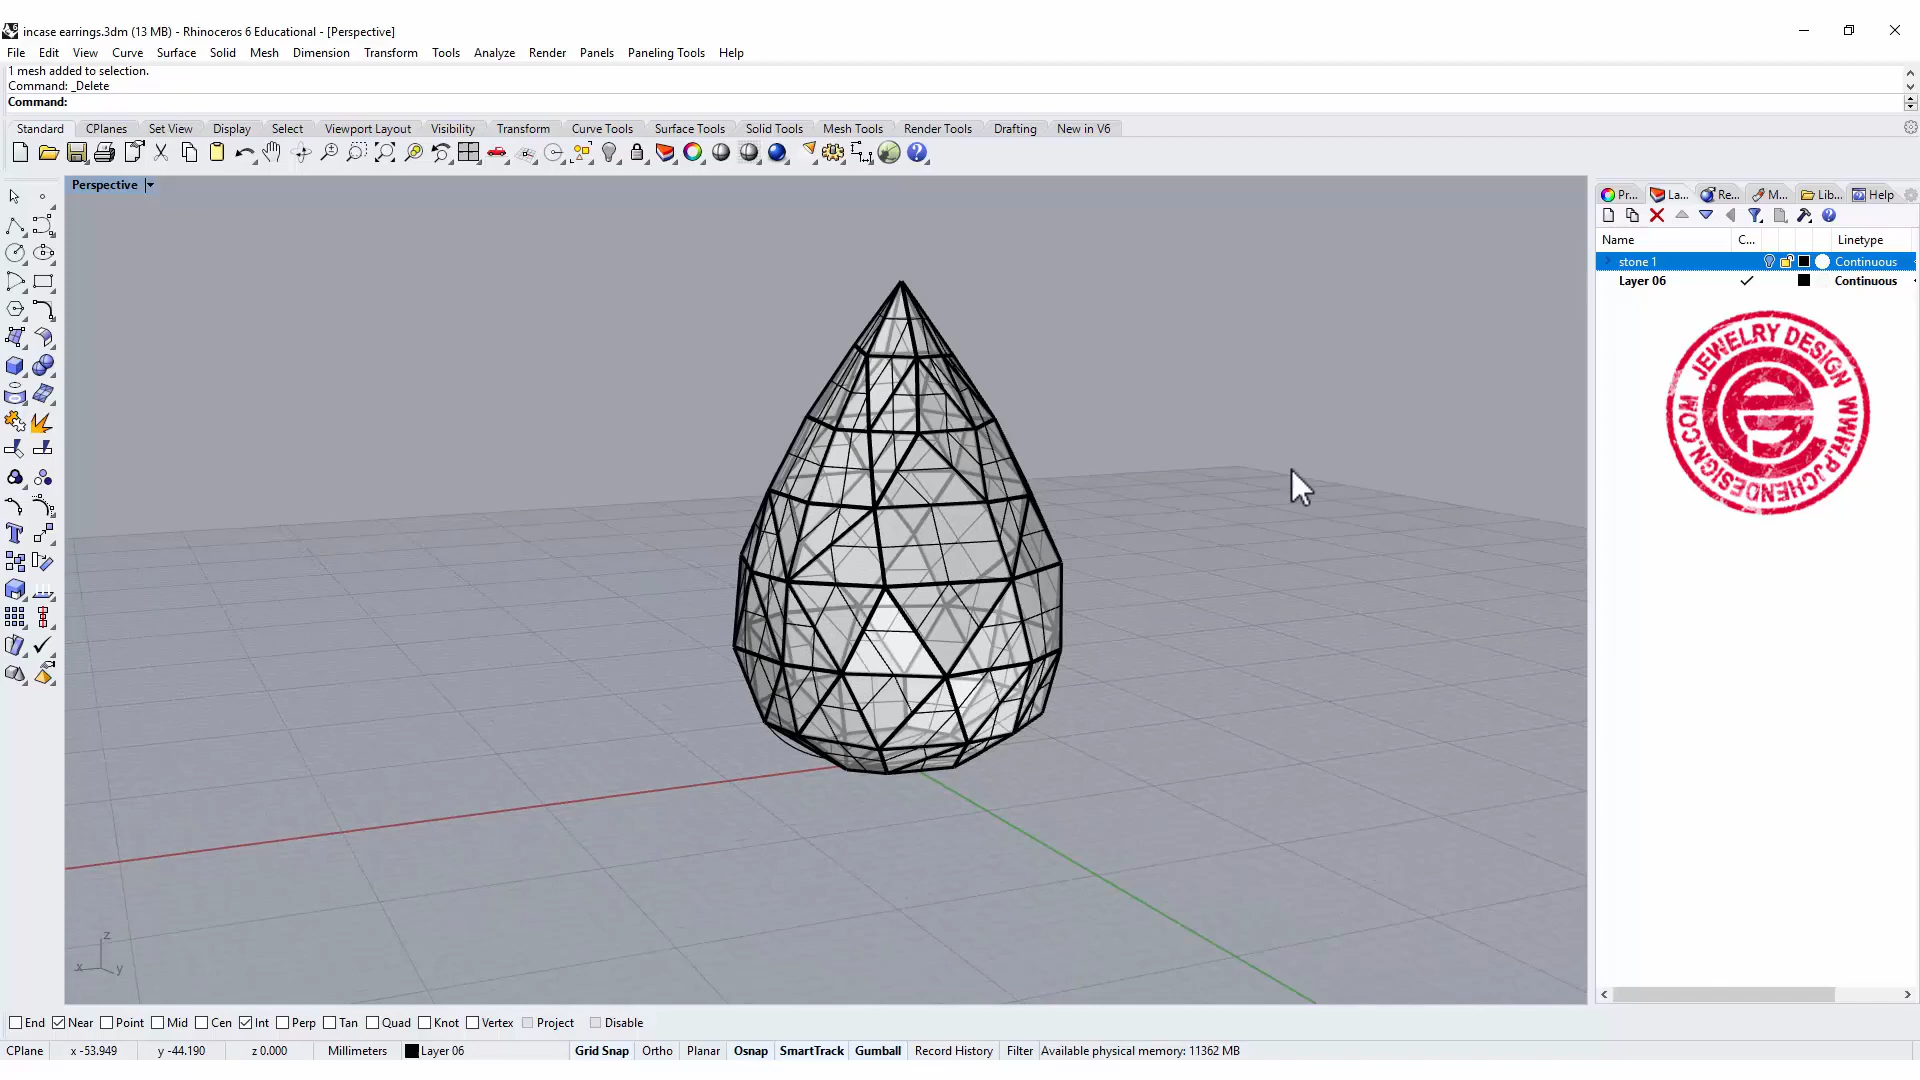 incase earrings.3dm (13 MB) - Rhinoceros 6 Educational - [Perspective]
File Edit View Curve Surface Solid Mesh Dimension Transform Tools Analyze Render Panels Paneling Tools Help
1 mesh added to selection.
Command: _Delete
Command:
Standard CPlanes Set View Display Select Viewport Layout Visibility Transform Curve Tools Surface Tools Solid Tools Mesh Tools Render Tools Drafting New in V6
Perspective
Pr... La... Re... M... Lib... Help
Name C... Linetype
stone 1 Continuous
Layer 06 Continuous
JEWELRY DESIGN
WWW.PJCHENDESIGN.COM
z
x y
End Near Point Mid Cen Int Perp Tan Quad Knot Vertex Project Disable
CPlane x -53.949 y -44.190 z 0.000 Millimeters Layer 06 Grid Snap Ortho Planar Osnap SmartTrack Gumball Record History Filter Available physical memory: 11362 MB